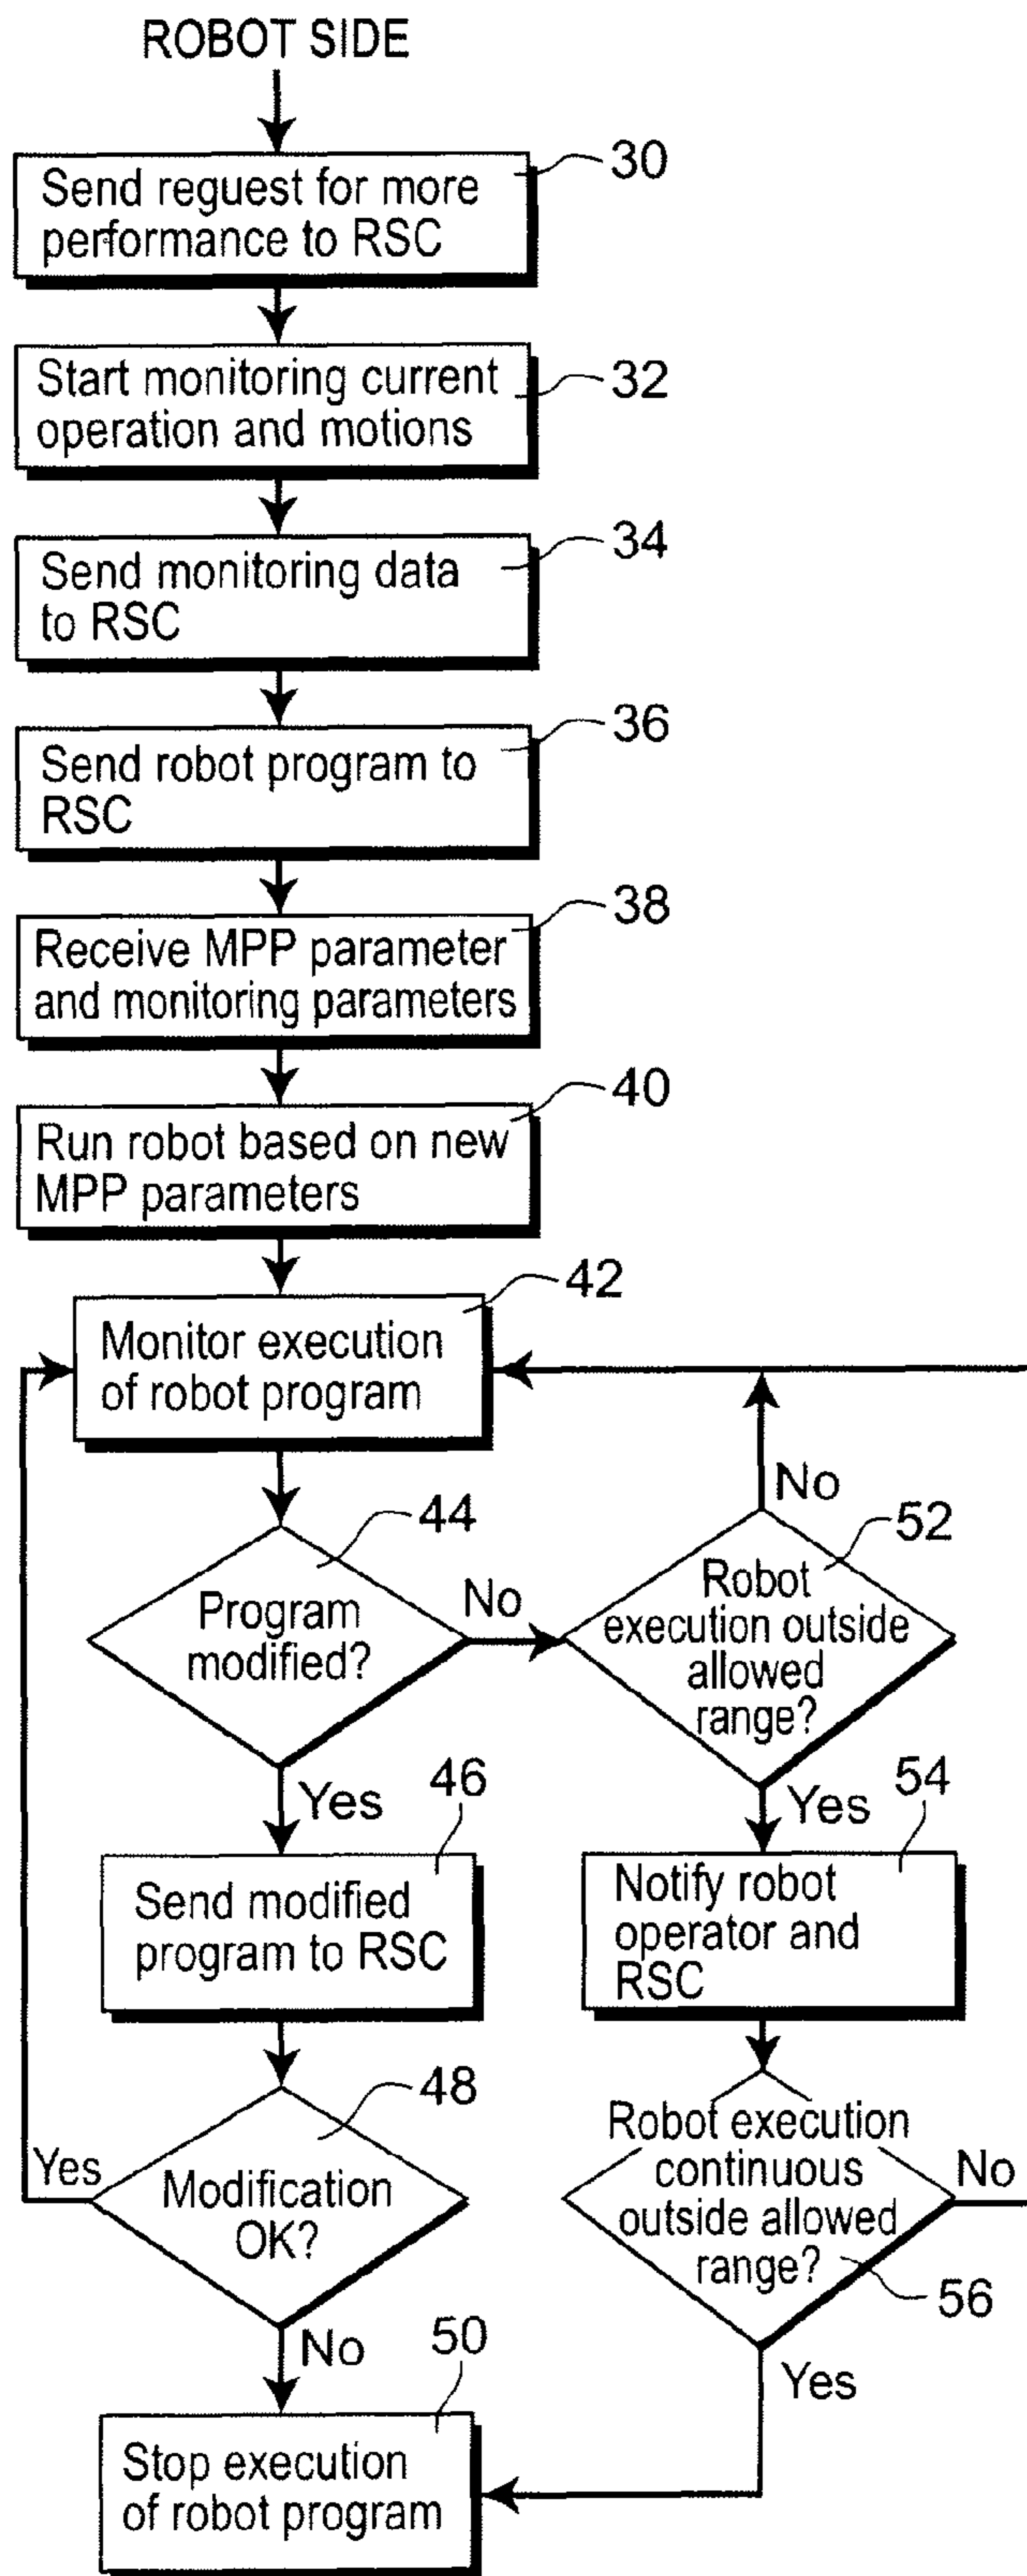 ROBOT SIDE
30
Send reguest for more
performance to RSC
32
Start monitoring current
operation and motions
34
Send monitoring data
to RSC
36
Send robot program to
RSC
38
Receive MPP parameter
and monitoring parameters
40
Run robot based on new
MPP parameters
42
Monitor execution
of robot program
44
Program
modified?
No
Yes
52
No
Robot
execution outside
allowed
range?
Yes
46
Send modified
program to RSC
54
Notify robot
operator and
RSC
48
Modification
OK?
Yes
No
Robot execution
continuous
outside allowed
range?
56
No
Yes
50
Stop execution
of robot program